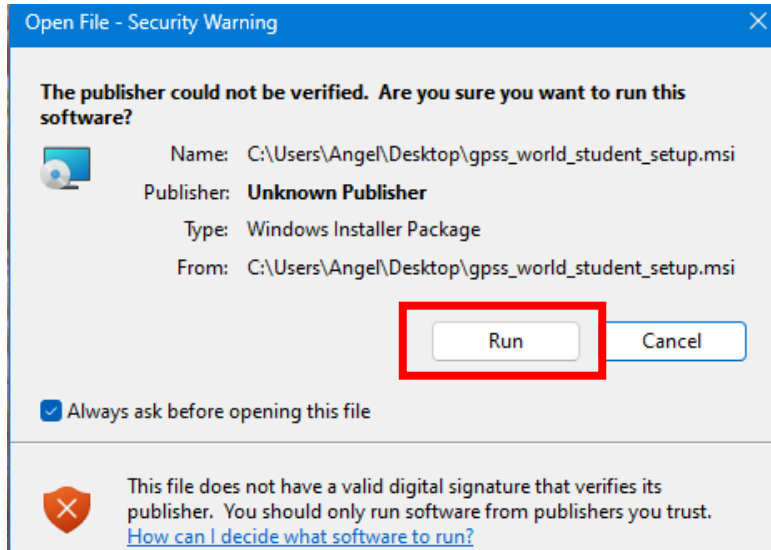 Open File - Security Warning
The publisher could not be verified.  Are you sure you want to run this
software?
Name: C:\Users\Angel\Desktop\gpss_world_student_setup.msi
Publisher: Unknown Publisher
Type: Windows Installer Package
From: C:\Users\Angel\Desktop\gpss_world_student_setup.msi
Run Cancel
Always ask before opening this file
This file does not have a valid digital signature that verifies its
publisher.  You should only run software from publishers you trust.
How can I decide what software to run?